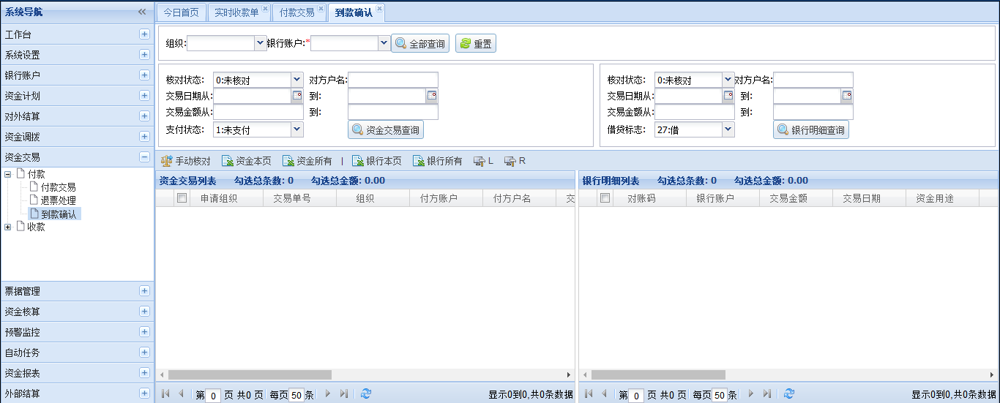 系统导航
今日首页 实时收款单 付款交易 到款确认
工作台
系统设置
银行账户
资金计划
对外结算
资金调拨
资金交易
付款
付款交易
退票处理
到款确认
收款
票据管理
资金核算
预警监控
自动任务
资金报表
外部结算
组织: 银行账户:* 全部查询 重置
核对状态: 0:未核对 对方户名:
交易日期从: 到:
交易金额从: 到:
支付状态: 1:未支付 资金交易查询
核对状态: 0:未核对 对方户名:
交易日期从: 到:
交易金额从: 到:
借贷标志: 27:借 银行明细查询
手动核对 资金本页 资金所有 | 银行本页 银行所有 L R
资金交易列表 勾选总条数: 0 勾选总金额: 0.00
申请组织 交易单号 组织 付方账户 付方户名 交
第 0 页 共0 页 每页 50 条 显示0到0,共0条数据
银行明细列表 勾选总条数: 0 勾选总金额: 0.00
对账码 银行账户 交易金额 交易日期 资金用途
第 0 页 共0 页 每页 50 条 显示0到0,共0条数据